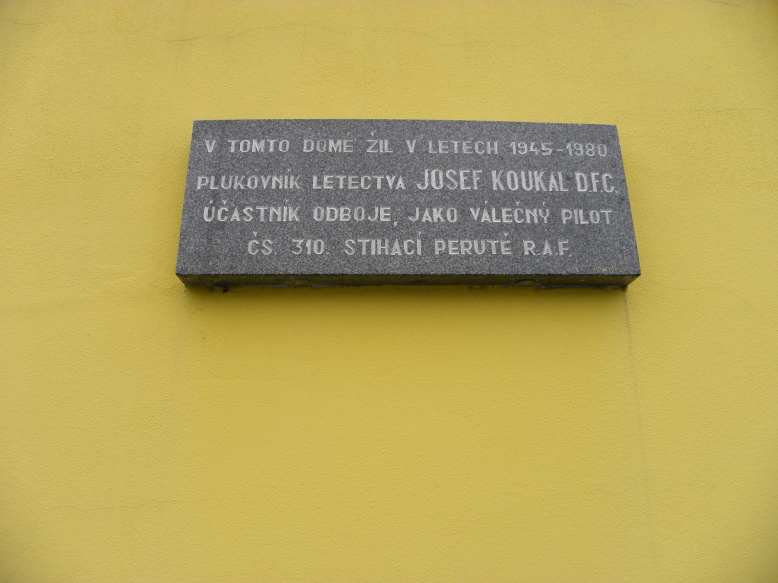 V TOMTO DOMĚ ŽIL V LETECH 1945-1980
PLUKOVNÍK LETECTVA JOSEF KOUKAL D.F.C.
ÚČASTNÍK ODBOJE, JAKO VÁLEČNÝ PILOT
ČS. 310. STÍHACÍ PERUTĚ R.A.F.